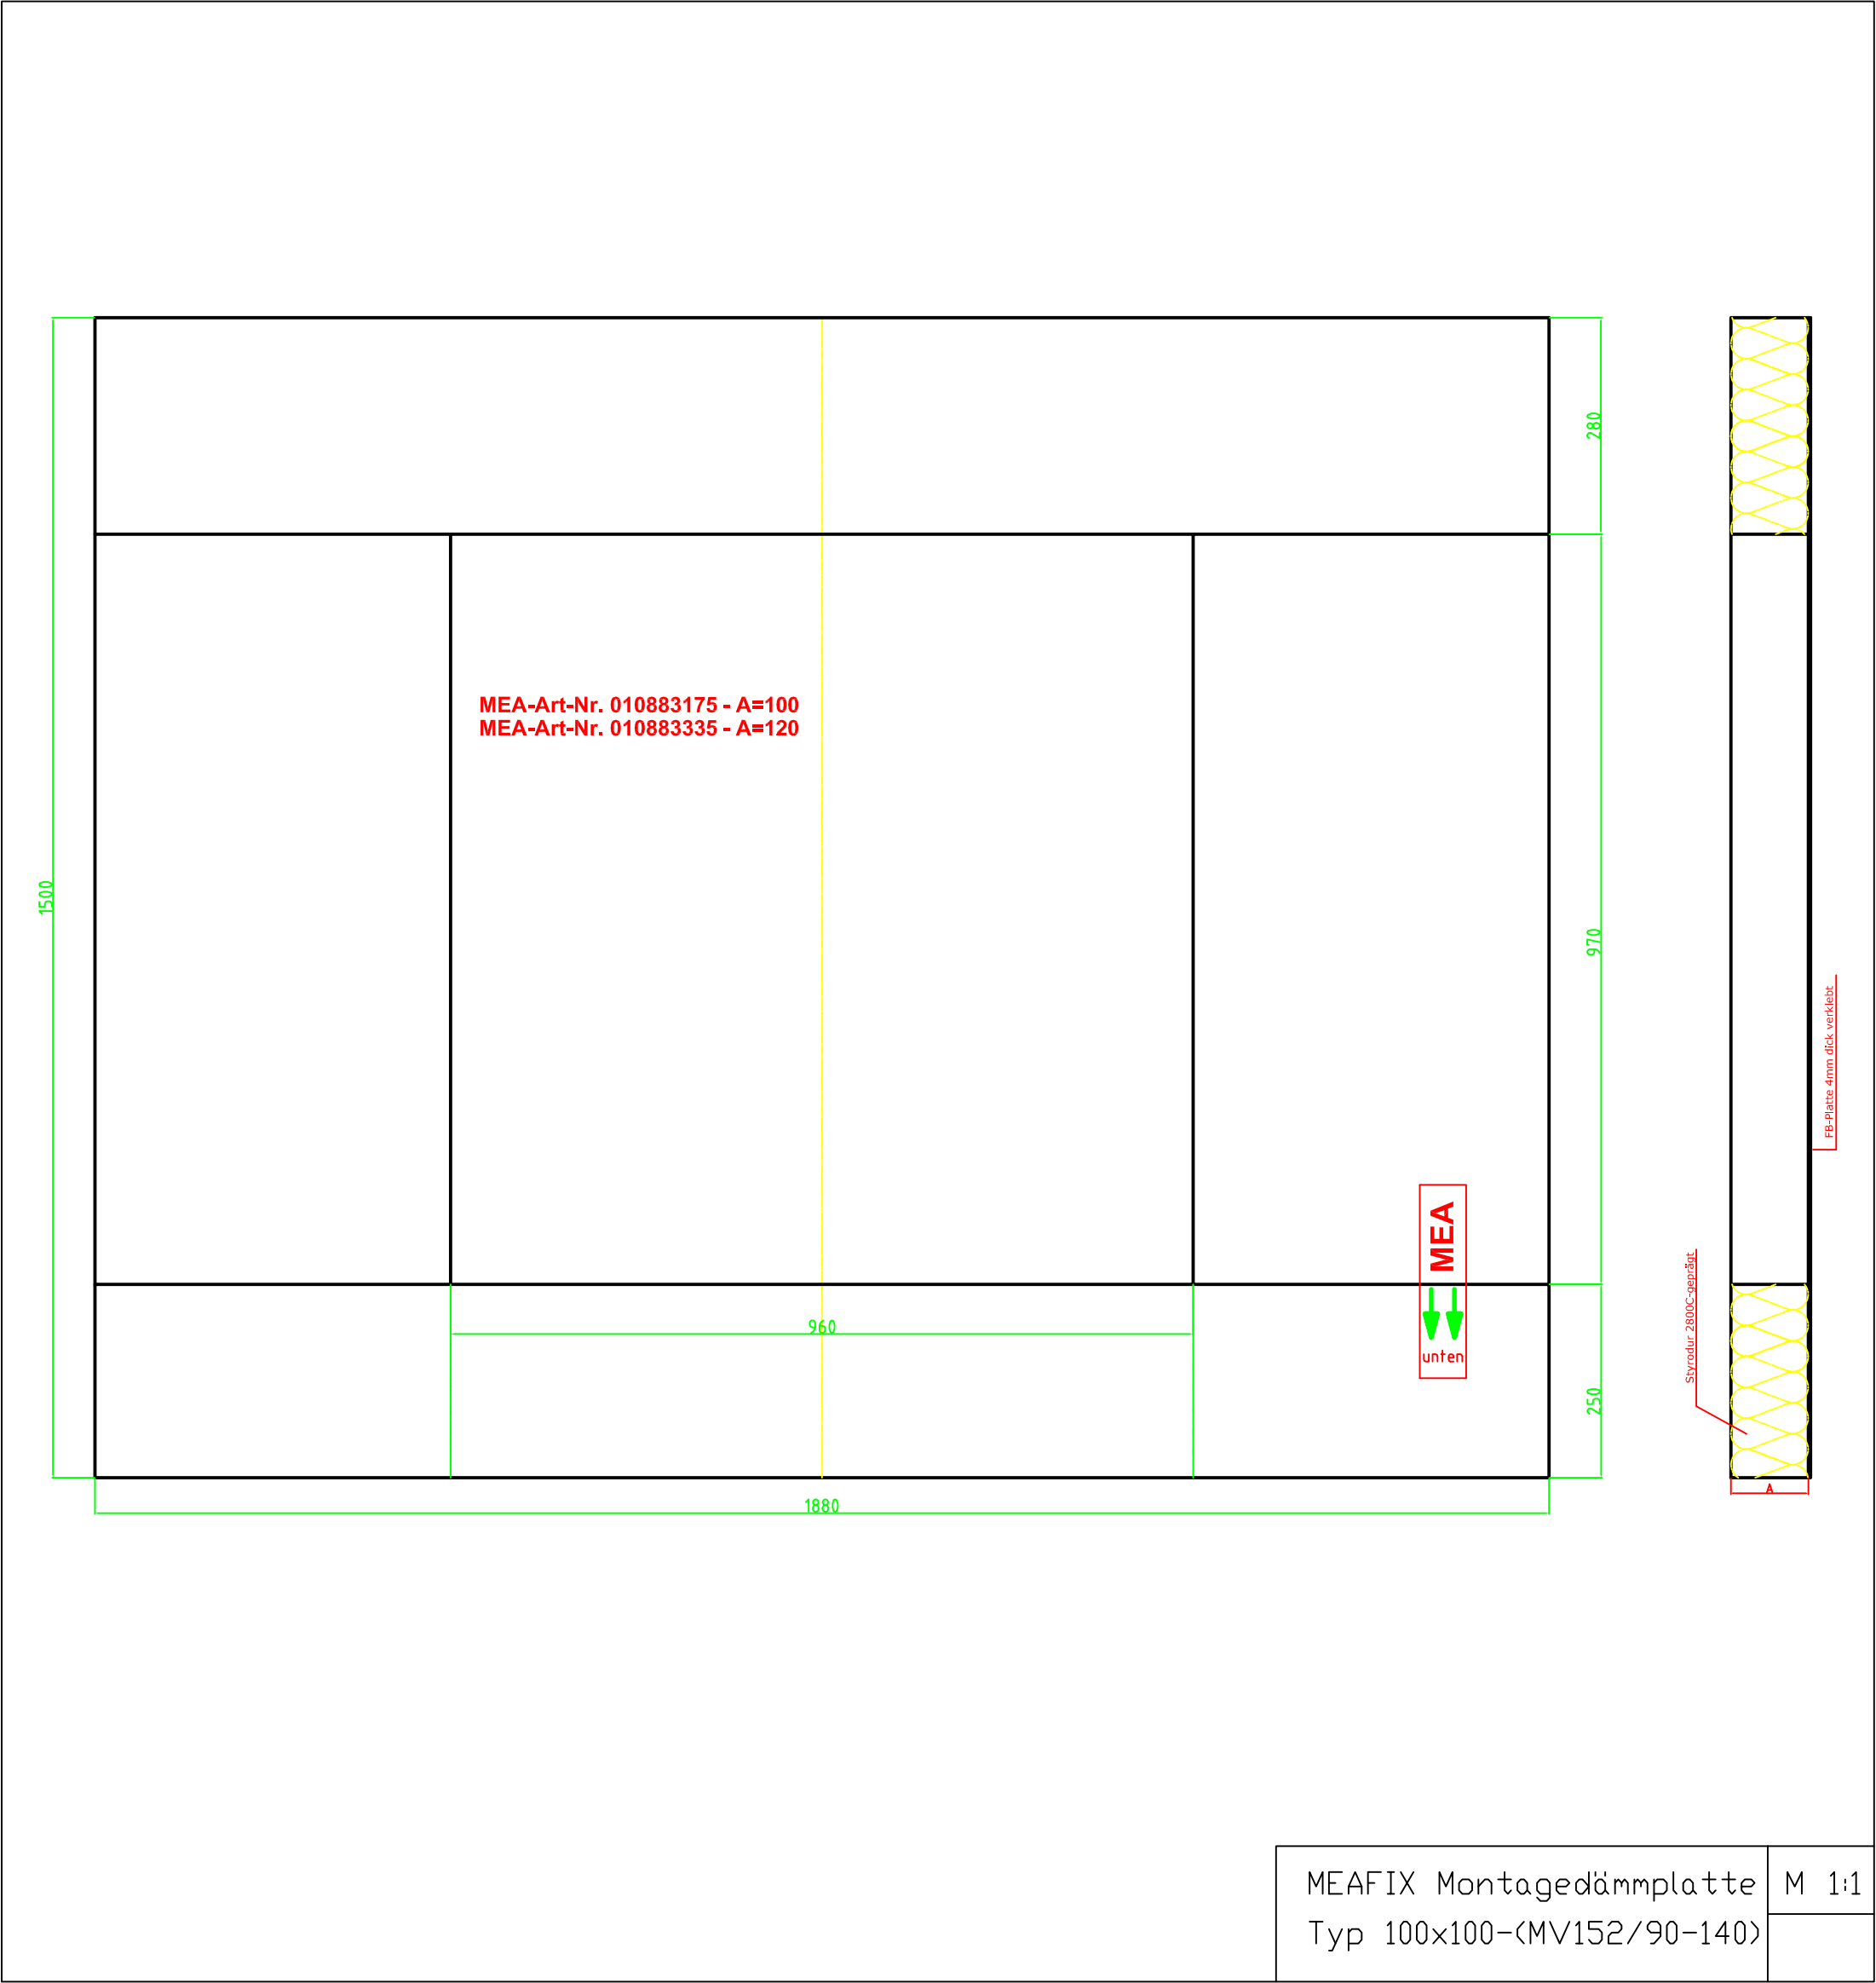 280
MEA-Art-Nr. 010883175 - A=100
MEA-Art-Nr. 010883335 - A=120
1500
970
FB-Platte 4mm dick verklebt
MEA
unten
Styrodur 2800C-geprägt
960
250
A
1880
MEAFIX Montagedämmplatte
M 1:1
Typ 100x100-(MV152/90-140)